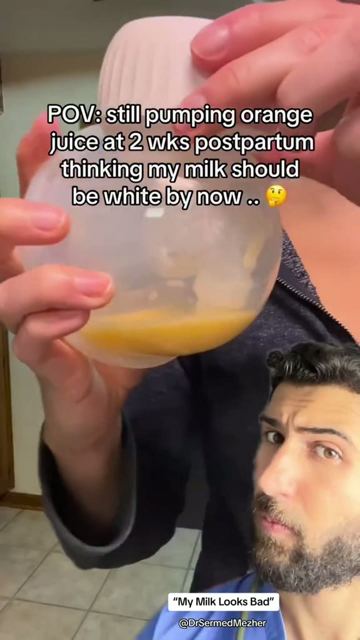 POV: still pumping orange
juice at 2 wks postpartum
thinking my milk should
be white by now .. 🤔
“My Milk Looks Bad”
@DrSermedMezher